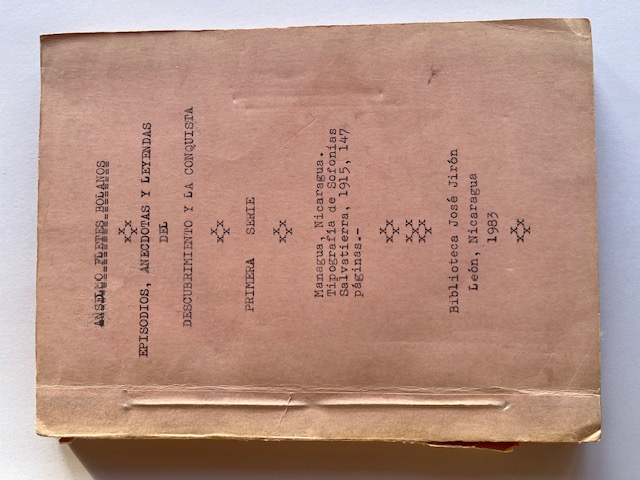 ANSELMO FLETES BOLANOS
===================
x x x
x x
EPISODIOS, ANECDOTAS Y LEYENDAS
DEL
DESCUBRIMIENTO Y LA CONQUISTA
x x x
x x
PRIMERA SERIE
x x x
x x
Managua, Nicaragua.
Tipografía de Sofonías
Salvatierra, 1915, 147
páginas.-
x x x
x x
x x x x x x
x x x x
Biblioteca José Jirón
León, Nicaragua
1983
x x x
x x